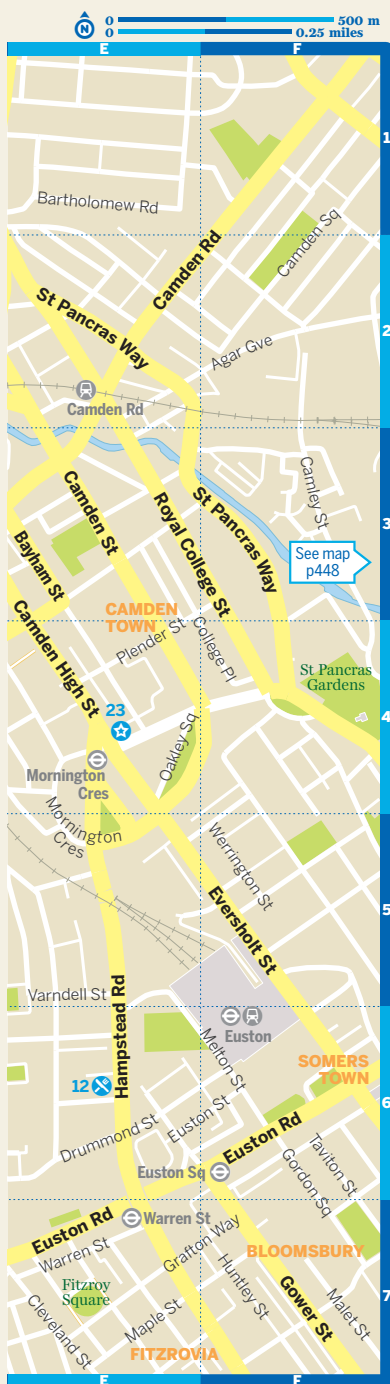 N
0 500 m
0 0.25 miles
E F
1
Bartholomew Rd
Camden Sq
Camden Rd
St Pancras Way
2
Agar Gve
Camden Rd
Camley St
Camden St
Royal College St
St Pancras Way
3
Bayham St
See map
p448
Camden High St
CAMDEN
TOWN
Plender St
College Pl
St Pancras
Gardens
23
4
Oakley Sq
Mornington
Cres
Mornington
Cres
Werrington St
Eversholt St
5
Varndell St
Hampstead Rd
Euston
Melton St
SOMERS
TOWN
12
6
Euston St
Drummond St
Euston Rd
Taviton St
Gordon Sq
Euston Sq
Euston Rd
Warren St
Warren St
Grafton Way
BLOOMSBURY
Huntley St
Fitzroy
Square
Gower St
Malet St
7
Cleveland St
Maple St
FITZROVIA
E F